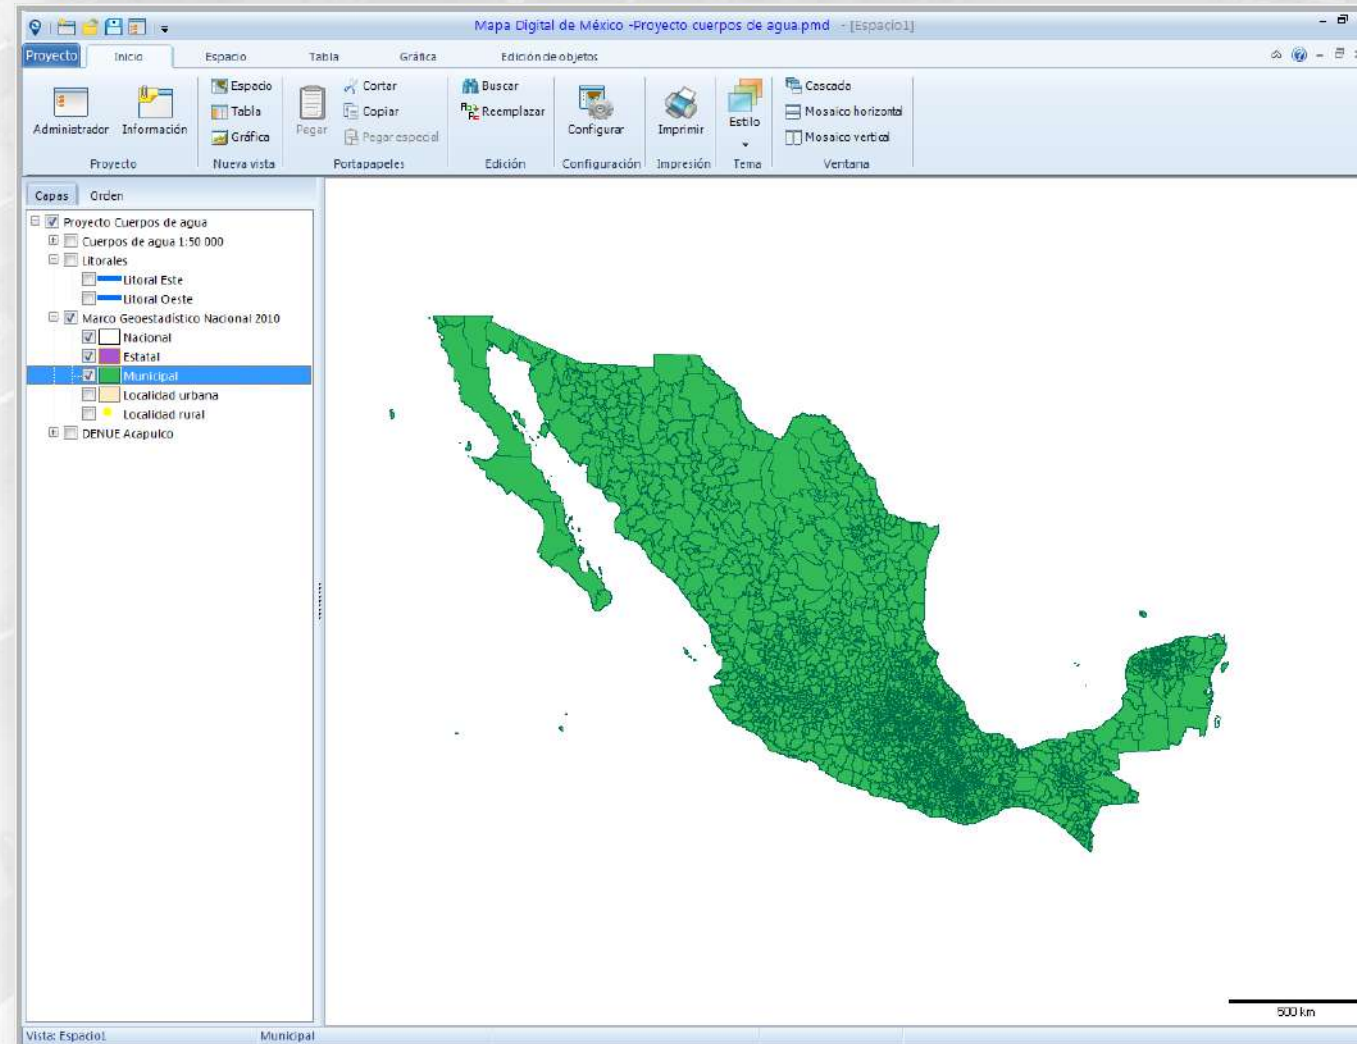 Mapa Digital de México -Proyecto cuerpos de agua.pmd - [Espacio1]
Proyecto Inicio Espacio Tabla Gráfica Edición de objetos
Administrador Información
Espacio
Tabla
Gráfica
Pegar
Cortar
Copiar
Pegar especial
Buscar
Reemplazar
Configurar
Imprimir
Estilo
Cascada
Mosaico horizontal
Mosaico vertical
Proyecto Nueva vista Portapapeles Edición Configuración Impresión Tema Ventana
Capas Orden
Proyecto Cuerpos de agua
Cuerpos de agua 1:50 000
Litorales
Litoral Este
Litoral Oeste
Marco Geoestadístico Nacional 2010
Nacional
Estatal
Municipal
Localidad urbana
Localidad rural
DENUE Acapulco
500 km
Vista: Espacio1 Municipal